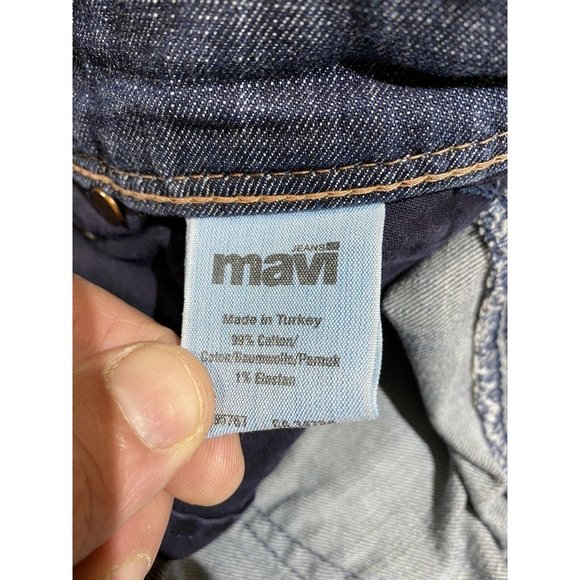 JEANS
mavi
Made in Turkey
99% Cotton/
Coton/Baumwolle/Pamuk
1% Elastan